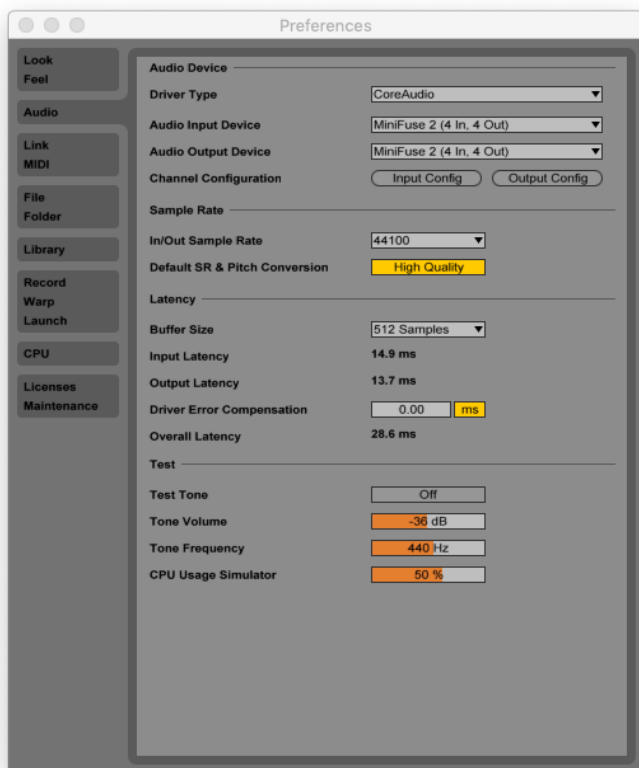 Preferences
Look
Feel
Audio
Link
MIDI
File
Folder
Library
Record
Warp
Launch
CPU
Licenses
Maintenance
Audio Device
Driver Type CoreAudio
Audio Input Device MiniFuse 2 (4 In, 4 Out)
Audio Output Device MiniFuse 2 (4 In, 4 Out)
Channel Configuration Input Config Output Config
Sample Rate
In/Out Sample Rate 44100
Default SR & Pitch Conversion High Quality
Latency
Buffer Size 512 Samples
Input Latency 14.9 ms
Output Latency 13.7 ms
Driver Error Compensation 0.00 ms
Overall Latency 28.6 ms
Test
Test Tone Off
Tone Volume -36 dB
Tone Frequency 440 Hz
CPU Usage Simulator 50 %